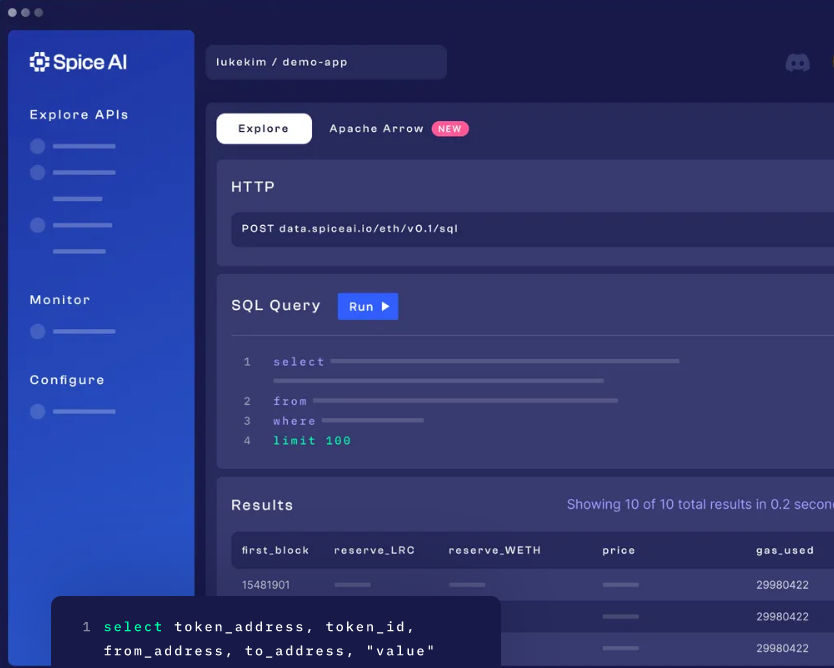 Spice AI
lukekim / demo-app
Explore APIs
Monitor
Configure
Explore
Apache Arrow NEW
HTTP
POST data.spiceai.io/eth/v0.1/sql
SQL Query Run
1 select
2 from
3 where
4 limit 100
Results
Showing 10 of 10 total results in 0.2 secon
first_block reserve_LRC reserve_WETH price gas_used
15481901 29980422
29980422
29980422
1 select token_address, token_id,
from_address, to_address, "value"